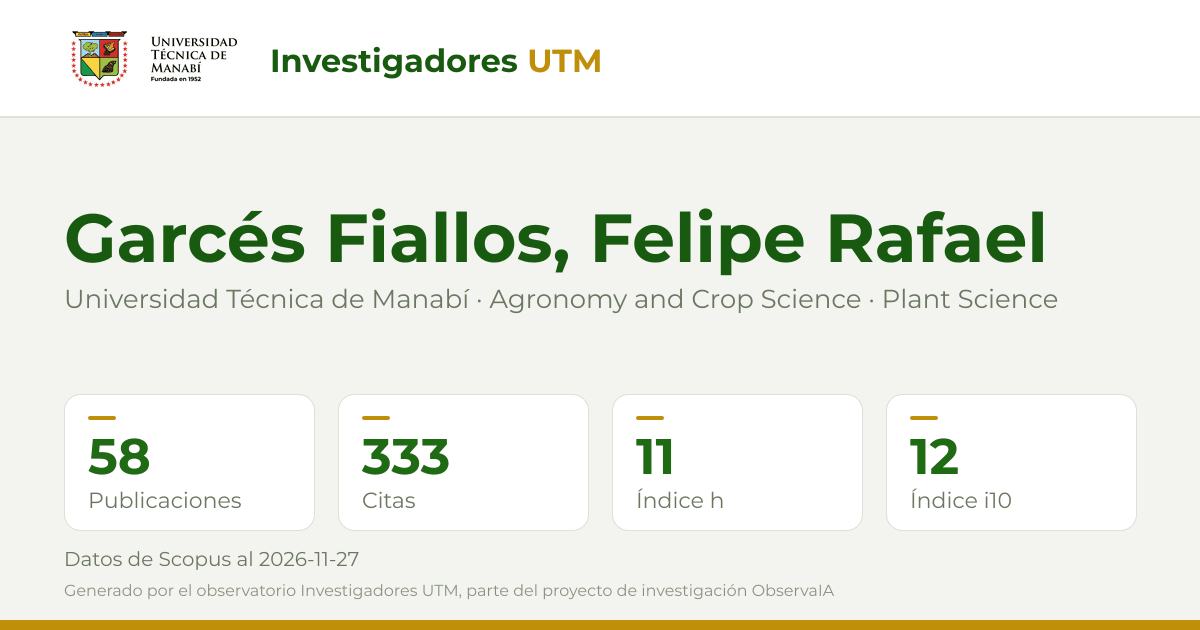 UNIVERSIDAD
TÉCNICA DE
MANABÍ
Fundada en 1952
Investigadores UTM
Garcés Fiallos, Felipe Rafael
Universidad Técnica de Manabí · Agronomy and Crop Science · Plant Science
58
Publicaciones
333
Citas
11
Índice h
12
Índice i10
Datos de Scopus al 2026-11-27
Generado por el observatorio Investigadores UTM, parte del proyecto de investigación ObservaIA